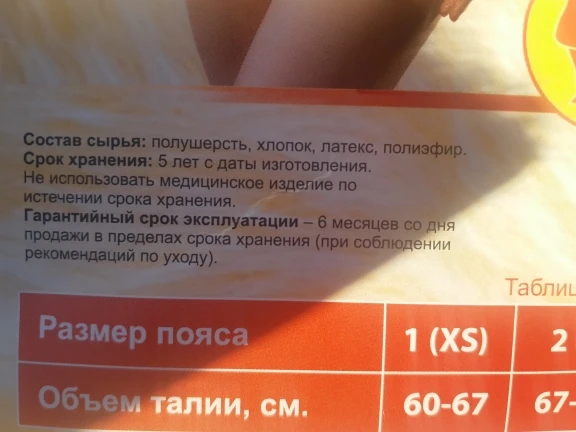 Состав сырья: полушерсть, хлопок, латекс, полиэфир.
Срок хранения: 5 лет с даты изготовления.
Не использовать медицинское изделие по
истечении срока хранения.
Гарантийный срок эксплуатации – 6 месяцев со дня
продажи в пределах срока хранения (при соблюдении
рекомендаций по уходу).
Размер пояса 1 (XS) 2
Объем талии, см. 60-67 67-